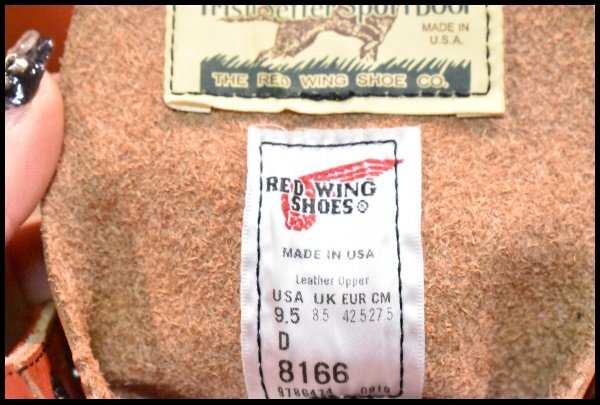 Irish Setter Sport Boot
MADE IN
U.S.A.
THE RED WING SHOE CO.
RED WING
SHOES®
MADE IN USA
Leather Upper
USA UK EUR CM
9.5 8.5 42.5 27.5
D
8166